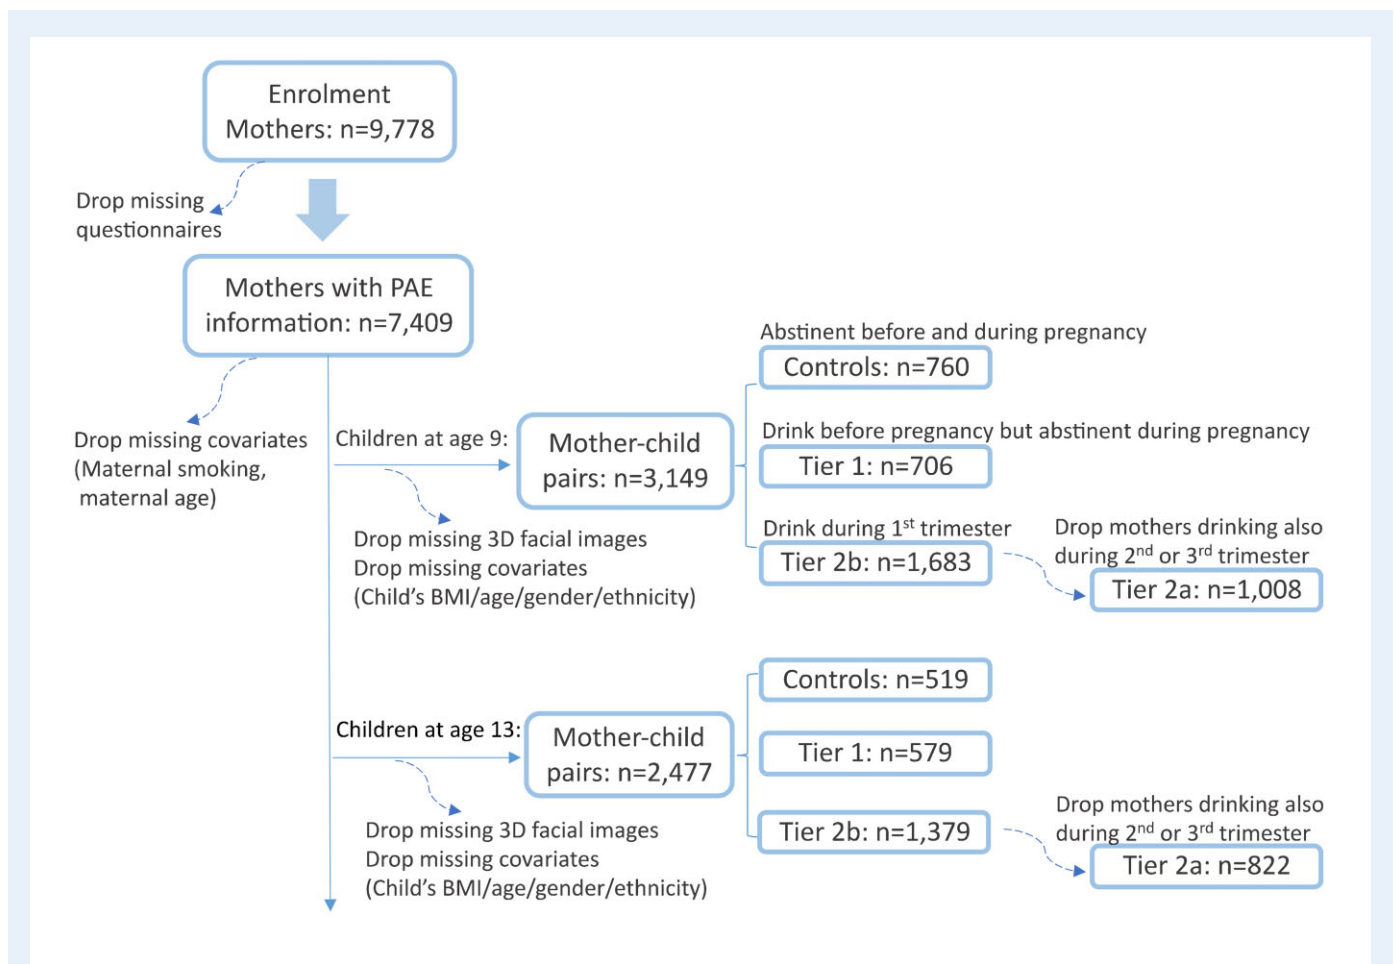 Enrolment
Mothers: n=9,778
Drop missing
questionnaires
Mothers with PAE
information: n=7,409
Drop missing covariates
(Maternal smoking,
maternal age)
Children at age 9:
Mother-child
pairs: n=3,149
Drop missing 3D facial images
Drop missing covariates
(Child's BMI/age/gender/ethnicity)
Abstinent before and during pregnancy
Controls: n=760
Drink before pregnancy but abstinent during pregnancy
Tier 1: n=706
Drink during 1st trimester
Tier 2b: n=1,683
Drop mothers drinking also
during 2nd or 3rd trimester
Tier 2a: n=1,008
Children at age 13:
Mother-child
pairs: n=2,477
Drop missing 3D facial images
Drop missing covariates
(Child's BMI/age/gender/ethnicity)
Controls: n=519
Tier 1: n=579
Tier 2b: n=1,379
Drop mothers drinking also
during 2nd or 3rd trimester
Tier 2a: n=822